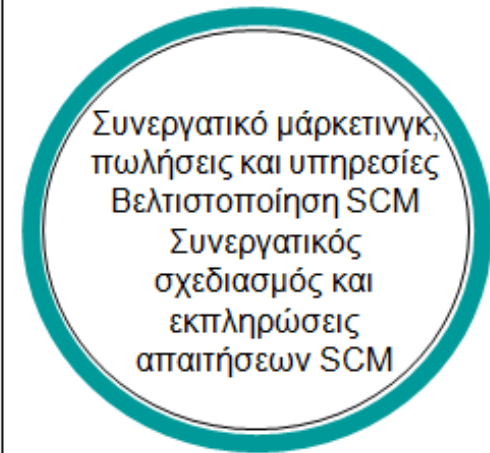 Συνεργατικό μάρκετινγκ,
πωλήσεις και υπηρεσίες
Βελτιστοποίηση SCM
Συνεργατικός
σχεδιασμός και
εκπληρώσεις
απαιτήσεων SCM